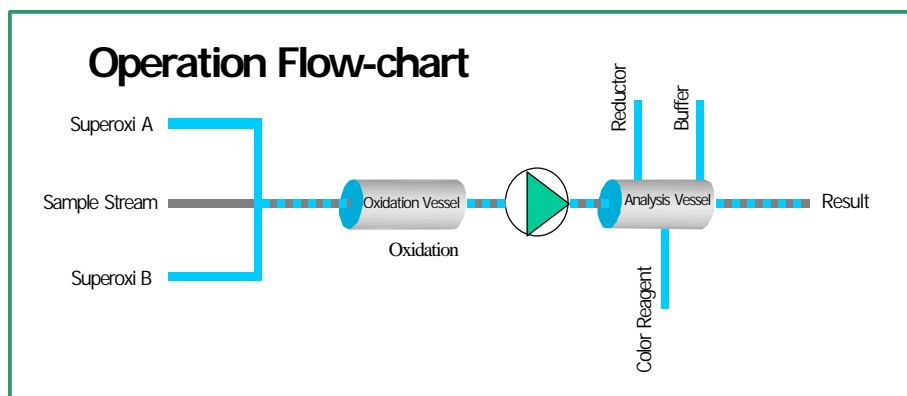 Operation Flow-chart
Superoxi A
Sample Stream
Superoxi B
Oxidation Vessel
Oxidation
Reductor
Buffer
Analysis Vessel
Color Reagent
Result